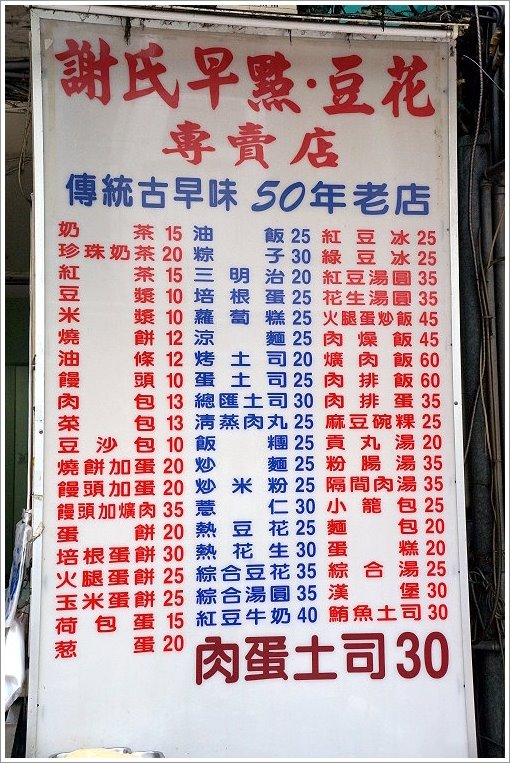 謝氏早點·豆花
專賣店
傳統古早味 50年老店
奶茶 15
珍珠奶茶 20
紅茶 15
豆漿 10
米漿 10
燒餅 12
油條 12
饅頭 10
肉包 13
菜包 13
豆沙包 10
燒餅加蛋 20
饅頭加蛋 20
饅頭加爌肉 35
蛋餅 20
培根蛋餅 30
火腿蛋餅 25
玉米蛋餅 25
荷包蛋 15
葱蛋 20
油飯 25
粽子 30
三明治 20
培根蛋 25
蘿蔔糕 25
涼麵 25
烤土司 20
蛋土司 25
總匯土司 30
清蒸肉丸 25
飯糰 25
炒麵 25
炒米粉 25
薏仁 30
熱豆花 25
熱花生 30
綜合豆花 35
綜合湯圓 35
紅豆牛奶 40
紅豆冰 25
綠豆冰 25
紅豆湯圓 35
花生湯圓 35
火腿蛋炒飯 45
肉燥飯 45
爌肉飯 60
肉排飯 60
肉排蛋 35
麻豆碗粿 25
貢丸湯 20
粉腸湯 35
隔間肉湯 35
小籠包 25
麵包 20
蛋糕 20
綜合湯 25
漢堡 30
鮪魚土司 30
肉蛋土司 30